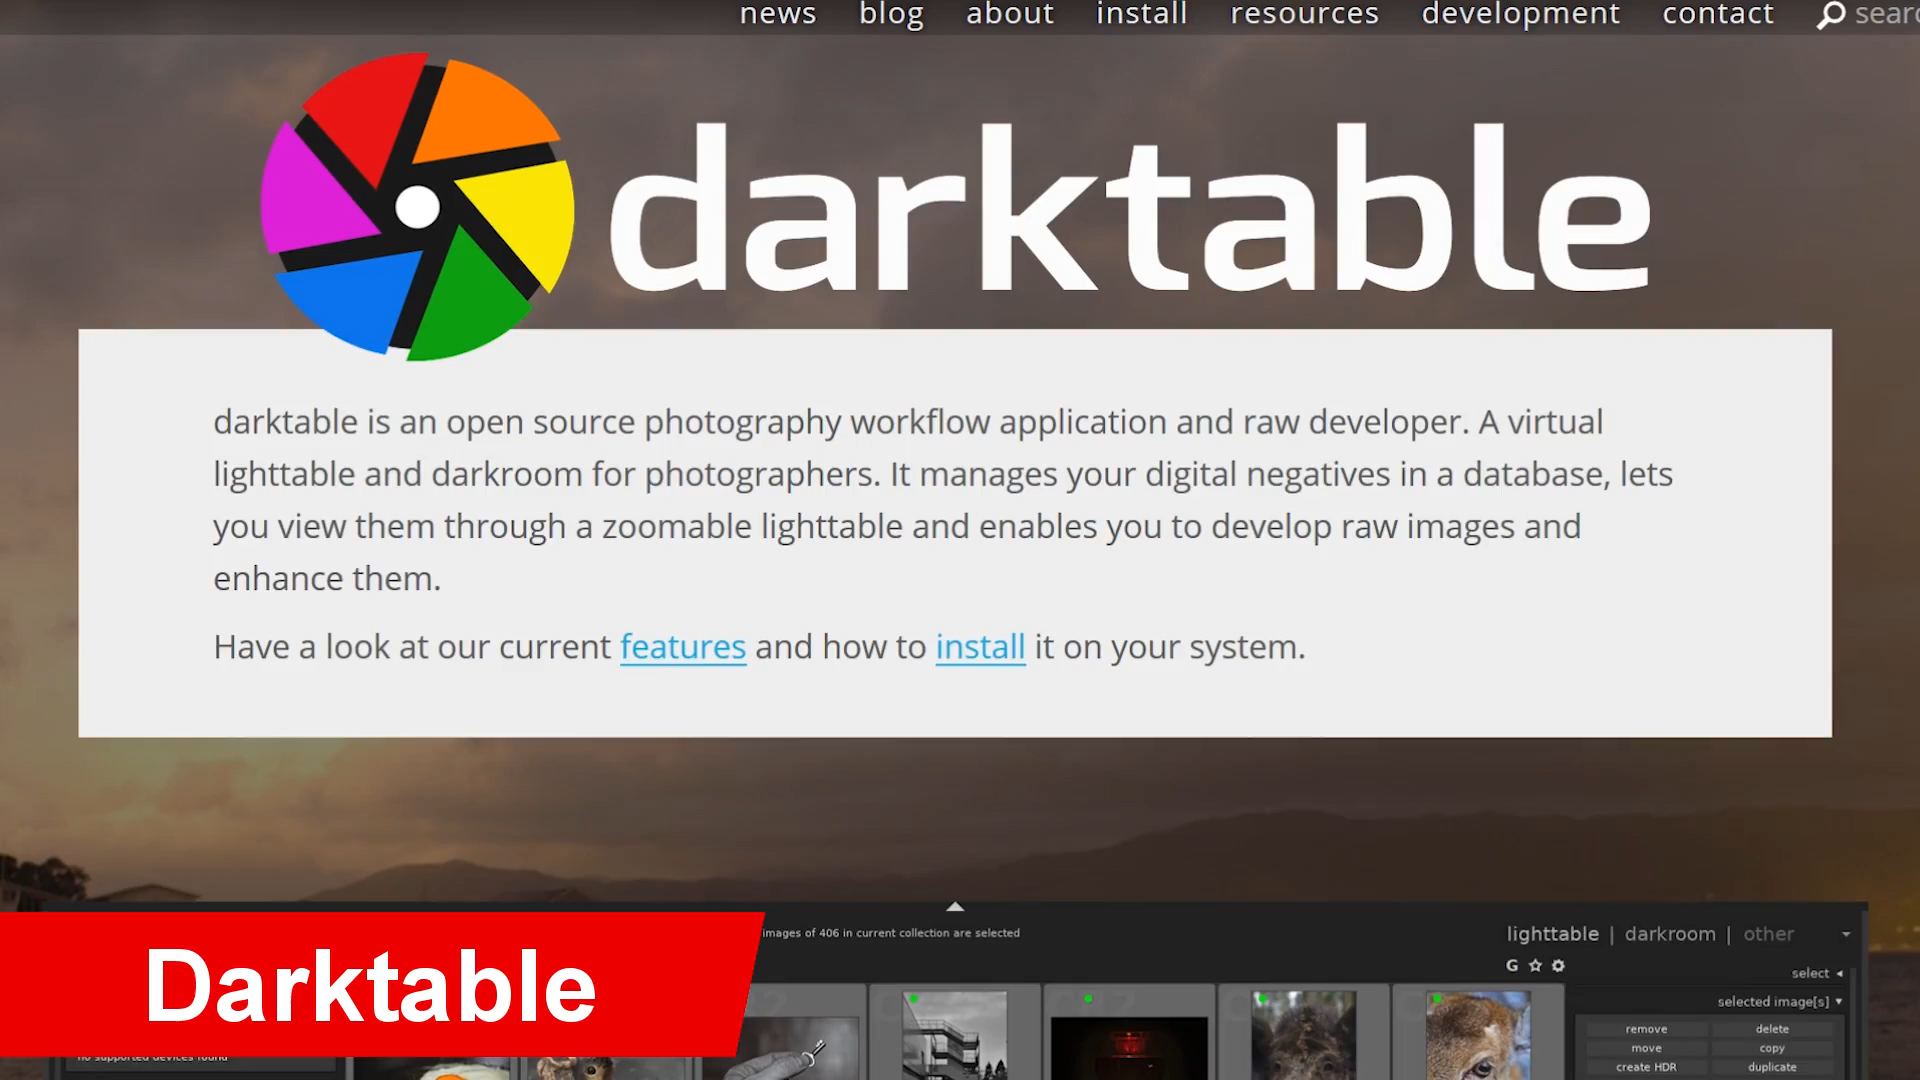 news blog about install resources development contact
darktable
darktable is an open source photography workflow application and raw developer. A virtual
lighttable and darkroom for photographers. It manages your digital negatives in a database, lets
you view them through a zoomable lighttable and enables you to develop raw images and
enhance them.
Have a look at our current features and how to install it on your system.
images of 406 in current collection are selected
lighttable | darkroom | other
G
select
selected image[s]
remove delete
move copy
create HDR duplicate
Darktable
no supported devices found